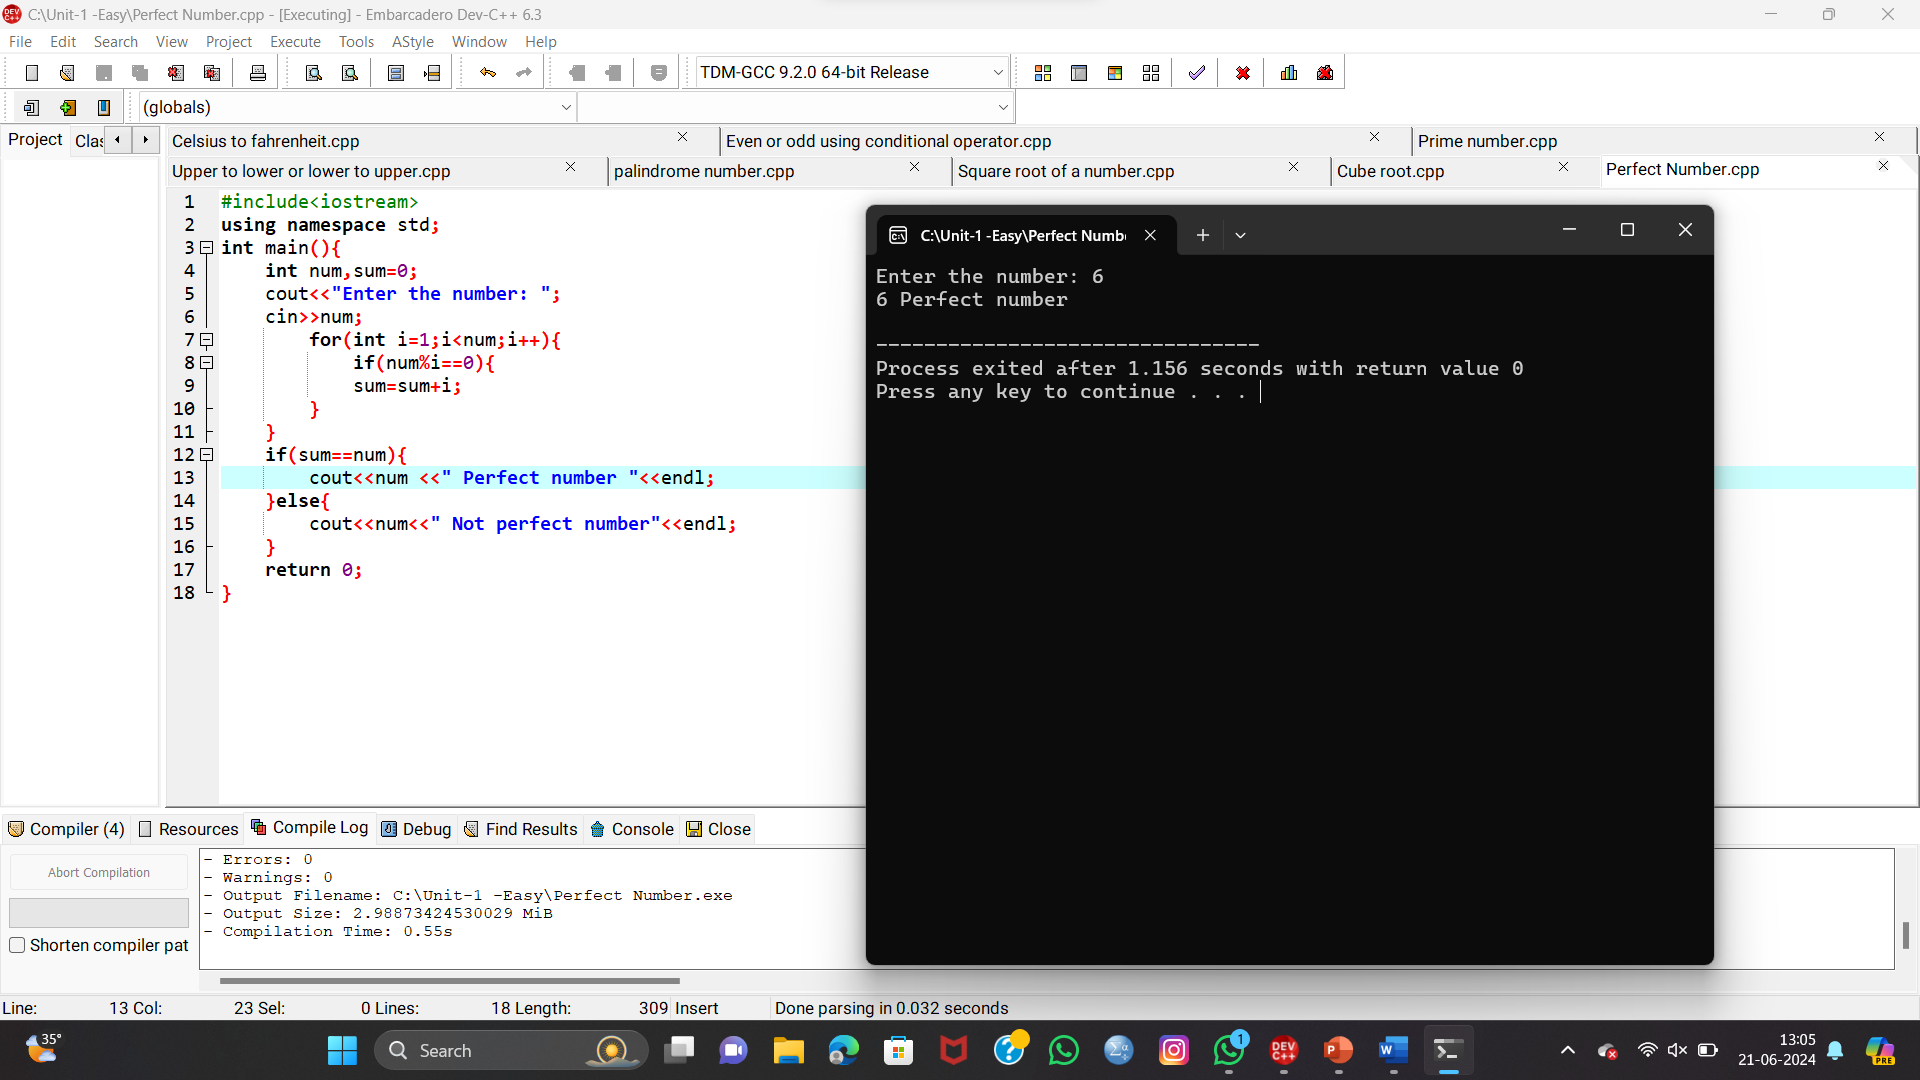 C:\Unit-1 -Easy\Perfect Number.cpp - [Executing] - Embarcadero Dev-C++ 6.3
File Edit Search View Project Execute Tools AStyle Window Help
TDM-GCC 9.2.0 64-bit Release
(globals)
Project Clas
Celsius to fahrenheit.cpp Even or odd using conditional operator.cpp Prime number.cpp
Upper to lower or lower to upper.cpp palindrome number.cpp Square root of a number.cpp Cube root.cpp Perfect Number.cpp
1 #include<iostream>
2 using namespace std;
3 int main(){
4 int num,sum=0;
5 cout<<"Enter the number: ";
6 cin>>num;
7 for(int i=1;i<num;i++){
8 if(num%i==0){
9 sum=sum+i;
10 }
11 }
12 if(sum==num){
13 cout<<num <<" Perfect number "<<endl;
14 }else{
15 cout<<num<<" Not perfect number"<<endl;
16 }
17 return 0;
18 }
C:\Unit-1 -Easy\Perfect Numb
Enter the number: 6
6 Perfect number
--------------------------------
Process exited after 1.156 seconds with return value 0
Press any key to continue . . .
Compiler (4) Resources Compile Log Debug Find Results Console Close
Abort Compilation
Shorten compiler pat
- Errors: 0
- Warnings: 0
- Output Filename: C:\Unit-1 -Easy\Perfect Number.exe
- Output Size: 2.98873424530029 MiB
- Compilation Time: 0.55s
Line: 13 Col: 23 Sel: 0 Lines: 18 Length: 309 Insert Done parsing in 0.032 seconds
35°
Search
1
DEV C++
PRE
13:05
21-06-2024